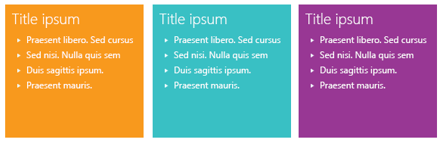 Title ipsum
Praesent libero. Sed cursus
Sed nisi. Nulla quis sem
Duis sagittis ipsum.
Praesent mauris.
Title ipsum
Praesent libero. Sed cursus
Sed nisi. Nulla quis sem
Duis sagittis ipsum.
Praesent mauris.
Title ipsum
Praesent libero. Sed cursus
Sed nisi. Nulla quis sem
Duis sagittis ipsum.
Praesent mauris.